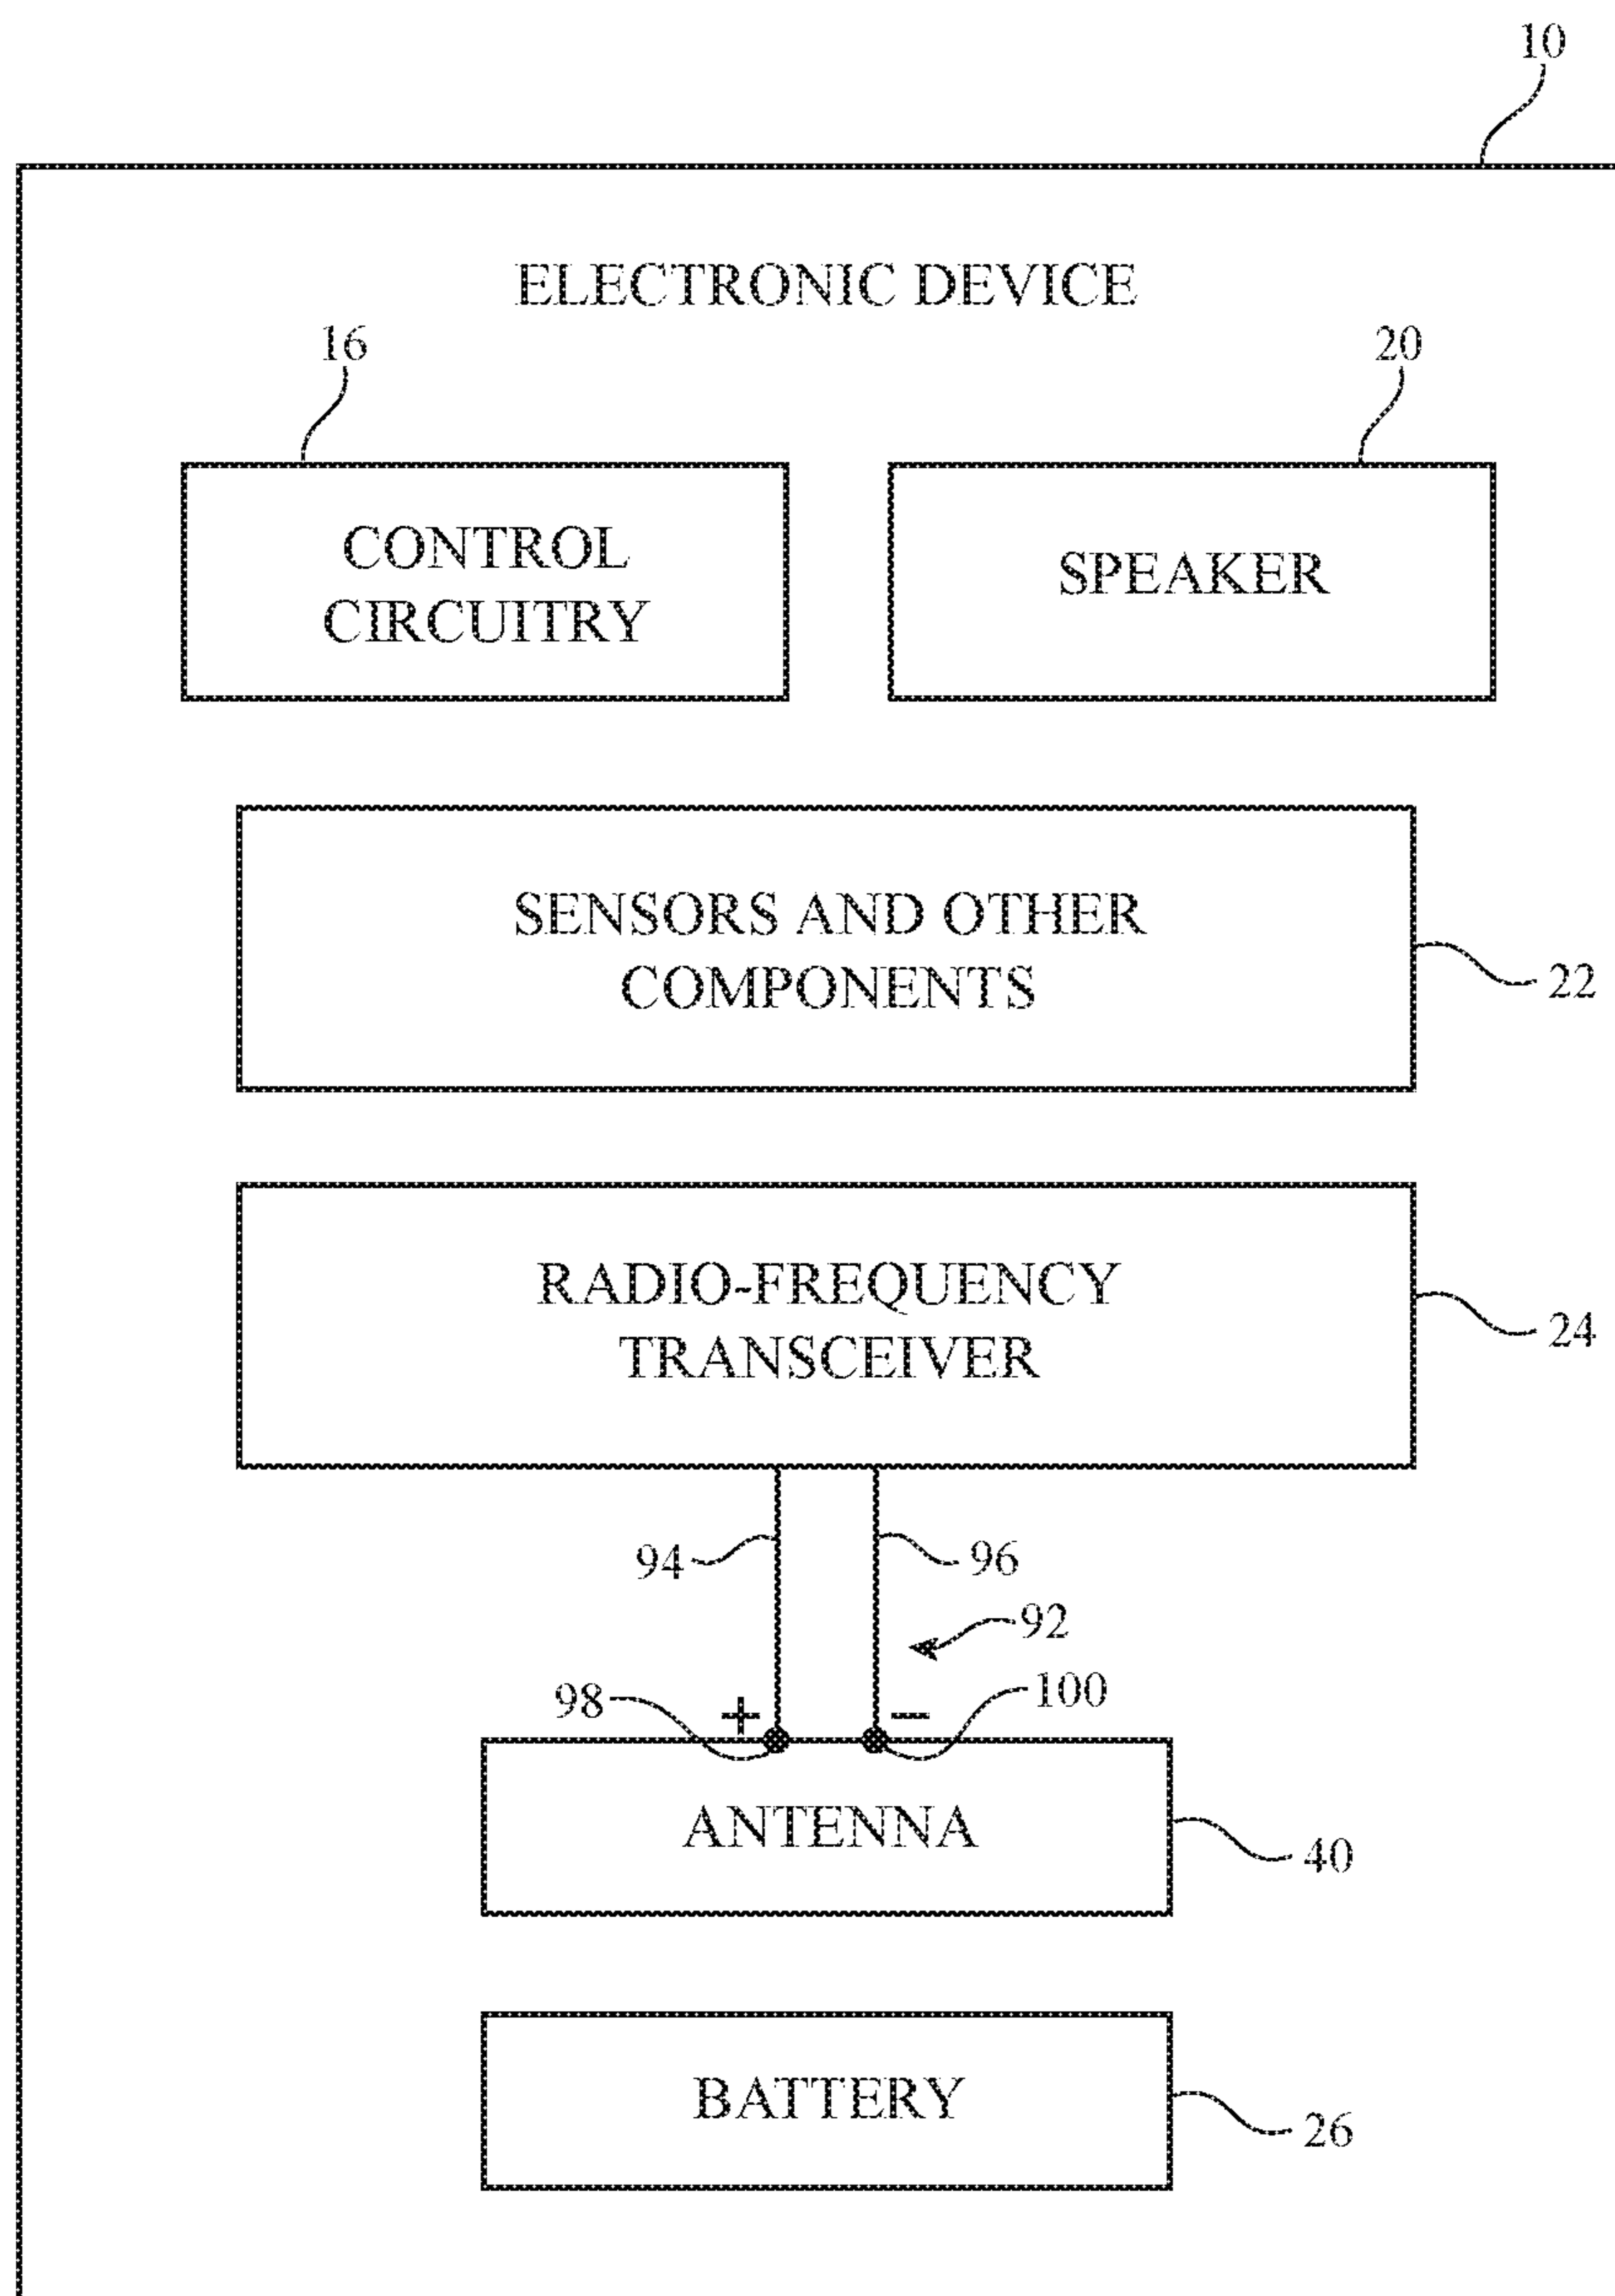 10
ELECTRONIC DEVICE
16
20
CONTROL
CIRCUITRY
SPEAKER
SENSORS AND OTHER
COMPONENTS
22
RADIO-FREQUENCY
TRANSCEIVER
24
94
96
92
98
+
−
100
ANTENNA
40
BATTERY
26